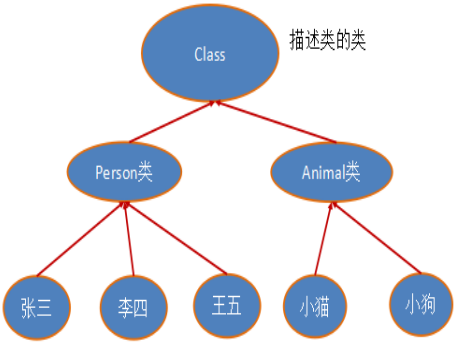 Class
描述类的类
Person类
Animal类
张三
李四
王五
小猫
小狗